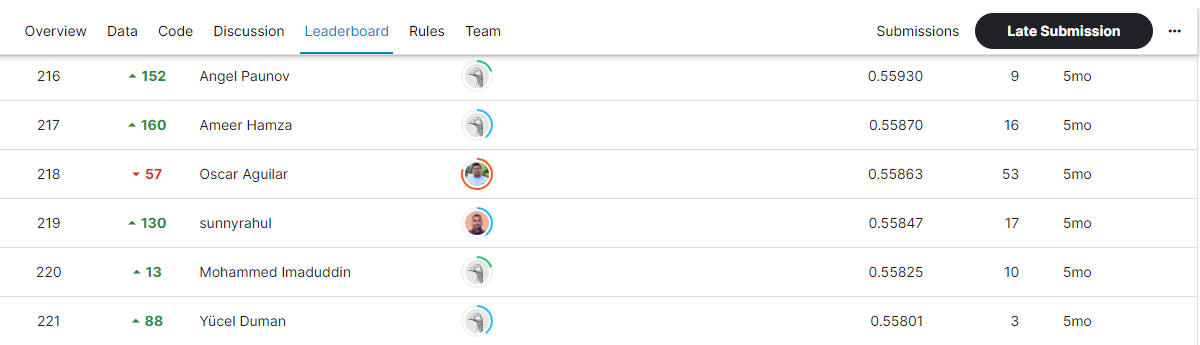 Overview Data Code Discussion Leaderboard Rules Team Submissions Late Submission ...
216 152 Angel Paunov 0.55930 9 5mo
217 160 Ameer Hamza 0.55870 16 5mo
218 57 Oscar Aguilar 0.55863 53 5mo
219 130 sunnyrahul 0.55847 17 5mo
220 13 Mohammed Imaduddin 0.55825 10 5mo
221 88 Yücel Duman 0.55801 3 5mo